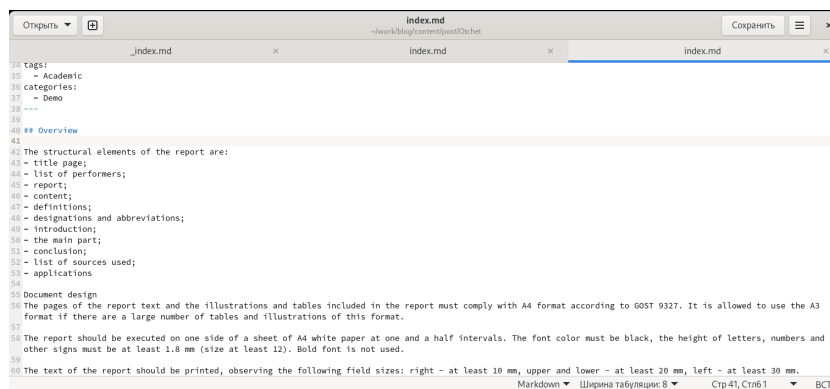 Открыть
index.md
~/work/blog/content/post/Otchet
Сохранить
_index.md
index.md
index.md
34 tags:
35 - Academic
36 categories:
37 - Demo
38 ---
39
40 ## Overview
41
42 The structural elements of the report are:
43 - title page;
44 - list of performers;
45 - report;
46 - content;
47 - definitions;
48 - designations and abbreviations;
49 - introduction;
50 - the main part;
51 - conclusion;
52 - list of sources used;
53 - applications
54
55 Document design
56 The pages of the report text and the illustrations and tables included in the report must comply with A4 format according to GOST 9327. It is allowed to use the A3
format if there are a large number of tables and illustrations of this format.
57
58 The report should be executed on one side of a sheet of A4 white paper at one and a half intervals. The font color must be black, the height of letters, numbers and
other signs must be at least 1.8 mm (size at least 12). Bold font is not used.
59
60 The text of the report should be printed, observing the following field sizes: right - at least 10 mm, upper and lower - at least 20 mm, left - at least 30 mm.
Markdown Ширина табуляции: 8 Стр 41, Стлб 1 ВСТ